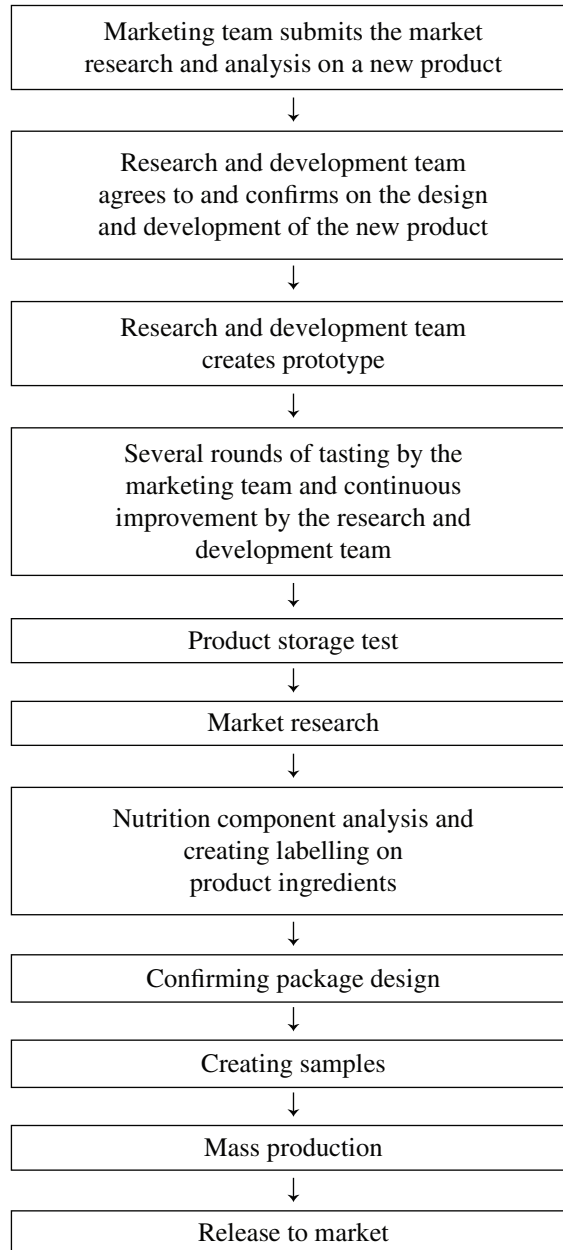 Marketing team submits the market
research and analysis on a new product
↓
Research and development team
agrees to and confirms on the design
and development of the new product
↓
Research and development team
creates prototype
↓
Several rounds of tasting by the
marketing team and continuous
improvement by the research and
development team
↓
Product storage test
↓
Market research
↓
Nutrition component analysis and
creating labelling on
product ingredients
↓
Confirming package design
↓
Creating samples
↓
Mass production
↓
Release to market